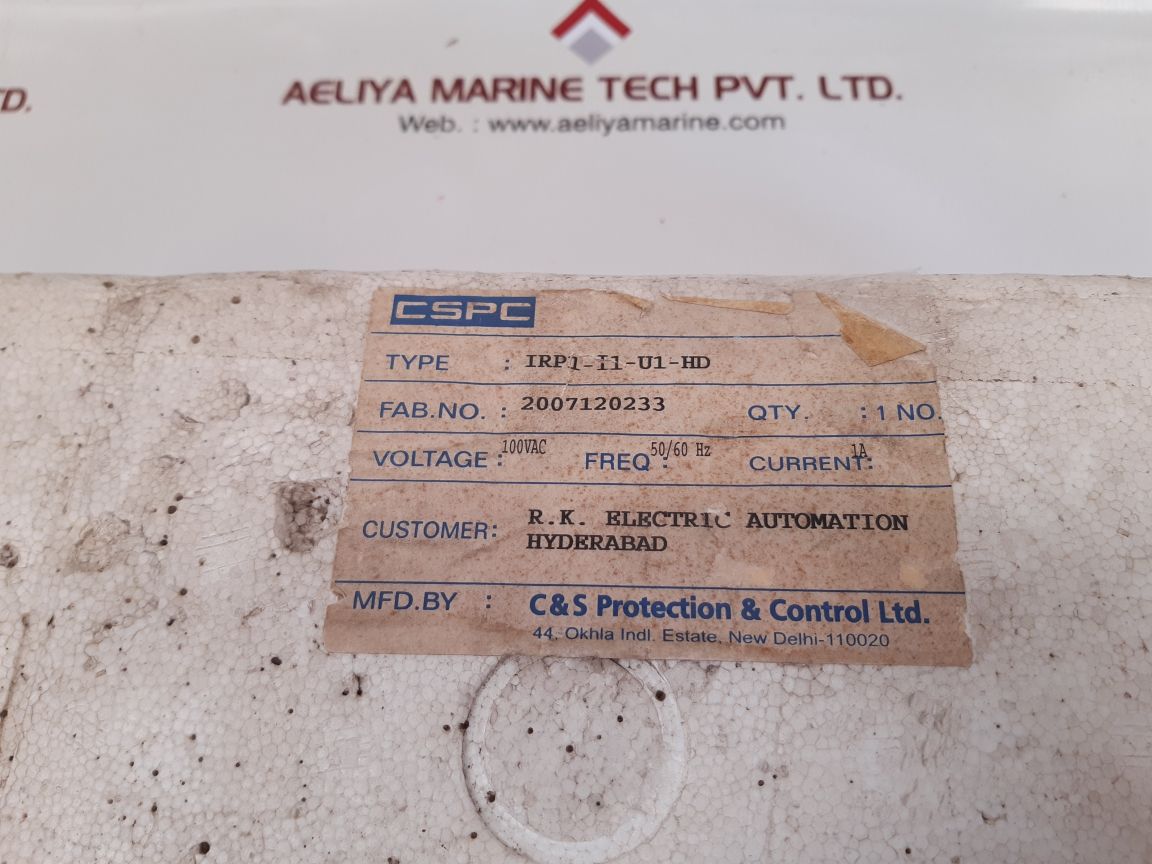 AELIYA MARINE TECH PVT. LTD.
TD.
Web. : www.aeliyamarine.com
CSPC
TYPE : IRP1-I1-U1-HD
FAB.NO. : 2007120233 QTY. : 1 NO.
VOLTAGE : 100VAC FREQ : 50/60 Hz CURRENT: 1A
CUSTOMER: R.K. ELECTRIC AUTOMATION
HYDERABAD
MFD.BY : C&S Protection & Control Ltd.
44, Okhla Indl. Estate, New Delhi-110020